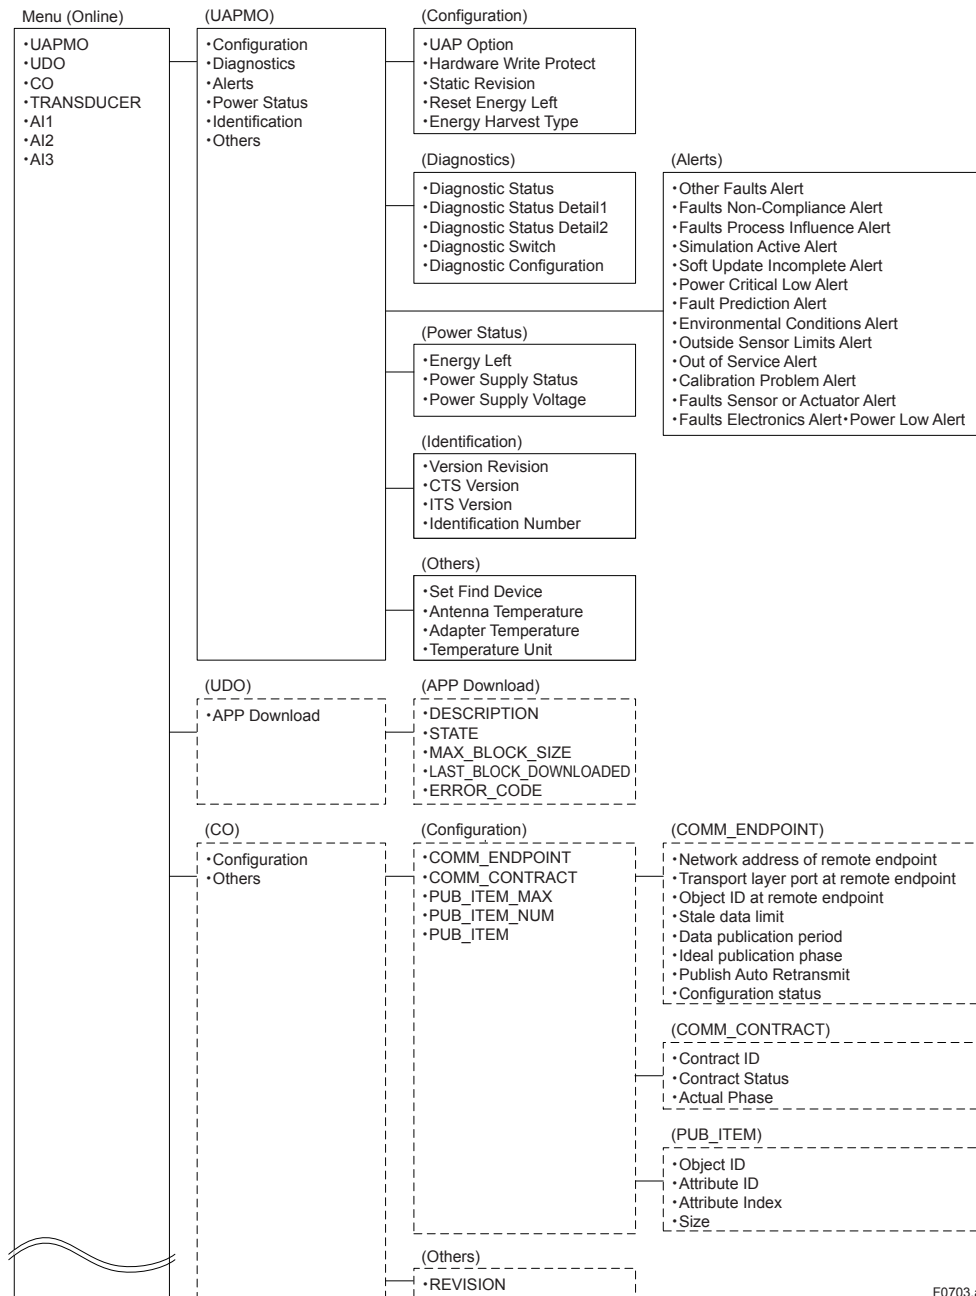 Menu (Online)
・UAPMO
・UDO
・CO
・TRANSDUCER
・AI1
・AI2
・AI3
(UAPMO)
・Configuration
・Diagnostics
・Alerts
・Power Status
・Identification
・Others
(Configuration)
・UAP Option
・Hardware Write Protect
・Static Revision
・Reset Energy Left
・Energy Harvest Type
(Diagnostics)
・Diagnostic Status
・Diagnostic Status Detail1
・Diagnostic Status Detail2
・Diagnostic Switch
・Diagnostic Configuration
(Alerts)
・Other Faults Alert
・Faults Non-Compliance Alert
・Faults Process Influence Alert
・Simulation Active Alert
・Soft Update Incomplete Alert
・Power Critical Low Alert
・Fault Prediction Alert
・Environmental Conditions Alert
・Outside Sensor Limits Alert
・Out of Service Alert
・Calibration Problem Alert
・Faults Sensor or Actuator Alert
・Faults Electronics Alert・Power Low Alert
(Power Status)
・Energy Left
・Power Supply Status
・Power Supply Voltage
(Identification)
・Version Revision
・CTS Version
・ITS Version
・Identification Number
(Others)
・Set Find Device
・Antenna Temperature
・Adapter Temperature
・Temperature Unit
(UDO)
・APP Download
(APP Download)
・DESCRIPTION
・STATE
・MAX_BLOCK_SIZE
・LAST_BLOCK_DOWNLOADED
・ERROR_CODE
(CO)
・Configuration
・Others
(Configuration)
・COMM_ENDPOINT
・COMM_CONTRACT
・PUB_ITEM_MAX
・PUB_ITEM_NUM
・PUB_ITEM
(COMM_ENDPOINT)
・Network address of remote endpoint
・Transport layer port at remote endpoint
・Object ID at remote endpoint
・Stale data limit
・Data publication period
・Ideal publication phase
・Publish Auto Retransmit
・Configuration status
(COMM_CONTRACT)
・Contract ID
・Contract Status
・Actual Phase
(PUB_ITEM)
・Object ID
・Attribute ID
・Attribute Index
・Size
(Others)
・REVISION